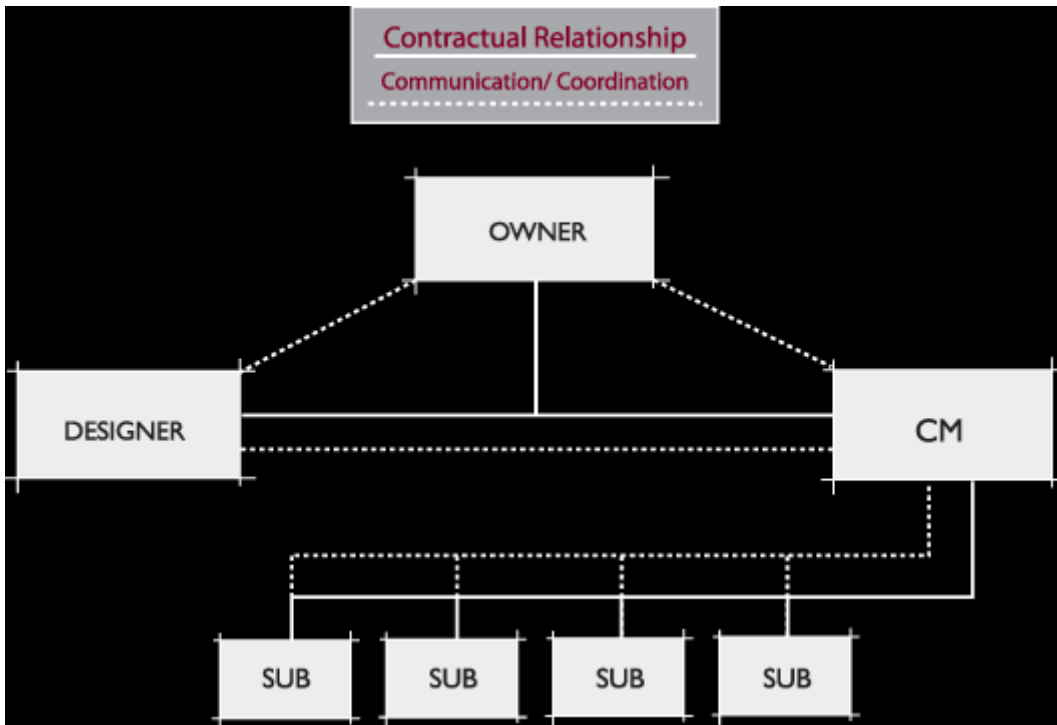 Contractual Relationship
Communication/ Coordination
OWNER
DESIGNER
CM
SUB
SUB
SUB
SUB